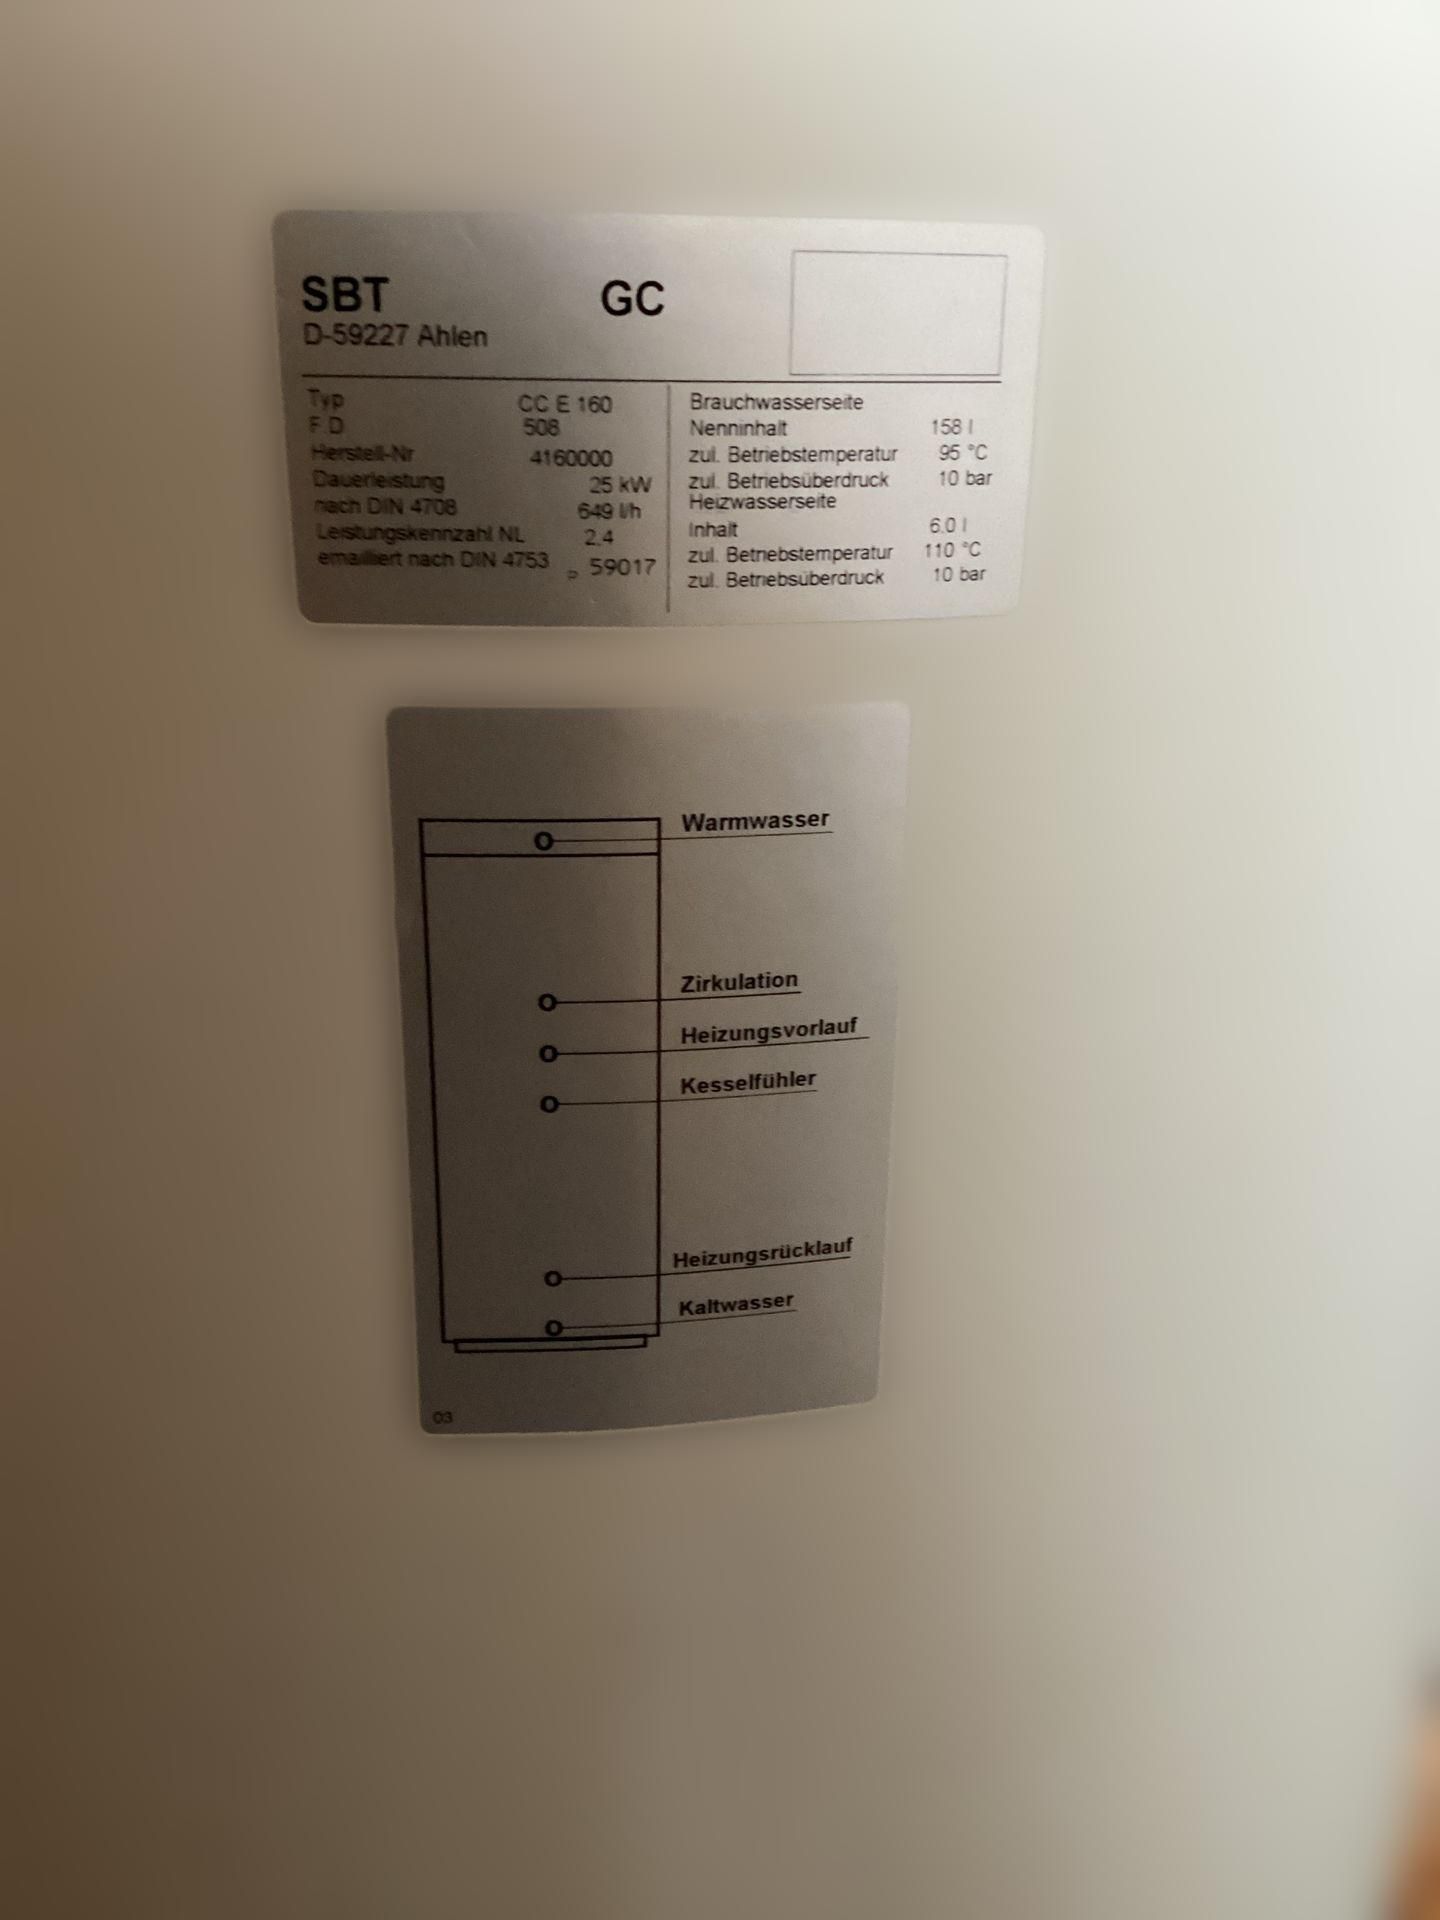 SBT GC
D-59227 Ahlen
Typ CC E 160
F.D 508
Herstell-Nr 4160000
Dauerleistung 25 kW
nach DIN 4708 649 l/h
Leistungskennzahl NL 2,4
emailliert nach DIN 4753 P 59017
Brauchwasserseite
Nenninhalt 158 l
zul. Betriebstemperatur 95 °C
zul. Betriebsüberdruck 10 bar
Heizwasserseite
Inhalt 6.0 l
zul. Betriebstemperatur 110 °C
zul. Betriebsüberdruck 10 bar
Warmwasser
Zirkulation
Heizungsvorlauf
Kesselfühler
Heizungsrücklauf
Kaltwasser
03